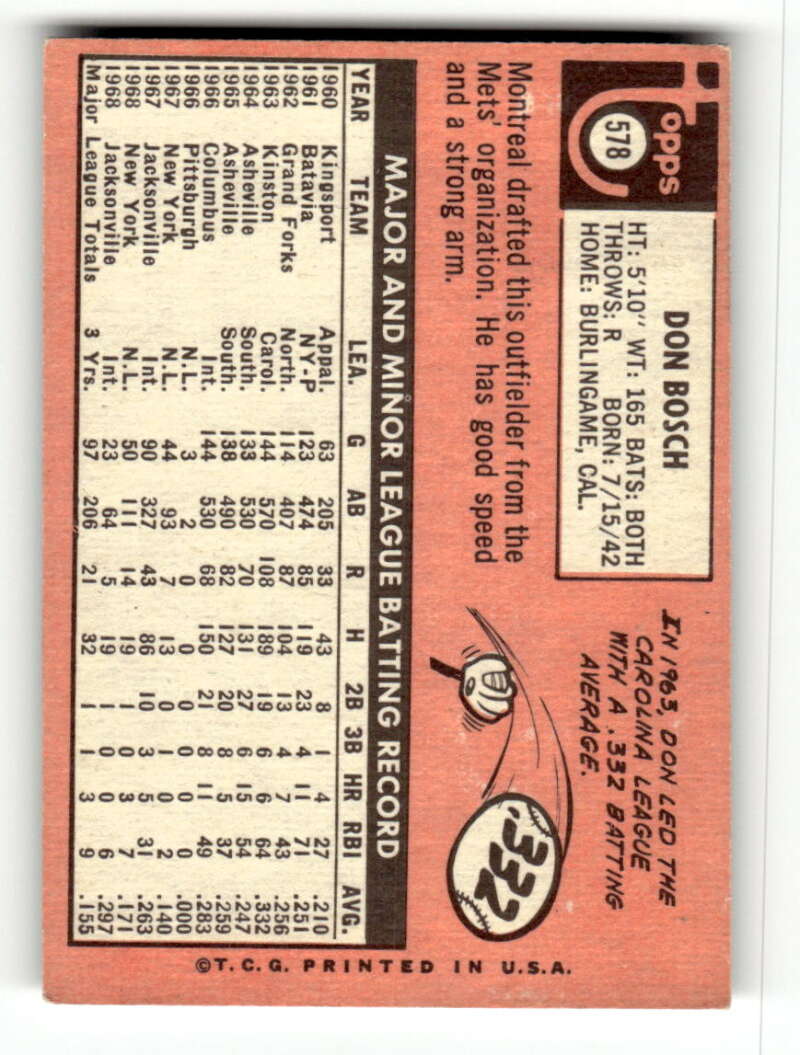 Topps
578
DON BOSCH
HT: 5'10" WT: 165 BATS: BOTH
THROWS: R BORN: 7/15/42
HOME: BURLINGAME, CAL.
Montreal drafted this outfielder from the
Mets' organization. He has good speed
and a strong arm.
IN 1963, DON LED THE
CAROLINA LEAGUE
WITH A .332 BATTING
AVERAGE.
.332
MAJOR AND MINOR LEAGUE BATTING RECORD
YEAR TEAM LEA. G AB R H 2B 3B HR RBI AVG.
1960 Kingsport Appal. 63 205 33 43 8 1 4 27 .210
1961 Batavia NY-P 123 474 85 119 23 4 11 71 .251
1962 Grand Forks North. 114 407 87 104 13 4 7 43 .256
1963 Kinston Carol. 144 570 108 189 19 6 6 64 .332
1964 Asheville South. 133 530 70 131 27 6 15 54 .247
1965 Asheville South. 138 490 82 127 20 8 5 37 .259
1966 Columbus Int. 144 530 68 150 21 8 11 49 .283
1966 Pittsburgh N.L. 3 2 0 0 0 0 0 0 .000
1967 New York N.L. 44 93 7 13 0 1 0 2 .140
1967 Jacksonville Int. 90 327 43 86 10 3 5 31 .263
1968 New York N.L. 50 111 14 19 1 0 3 7 .171
1968 Jacksonville Int. 23 64 5 19 1 0 0 6 .297
Major League Totals 3 Yrs. 97 206 21 32 1 1 3 9 .155
©T.C.G. PRINTED IN U.S.A.